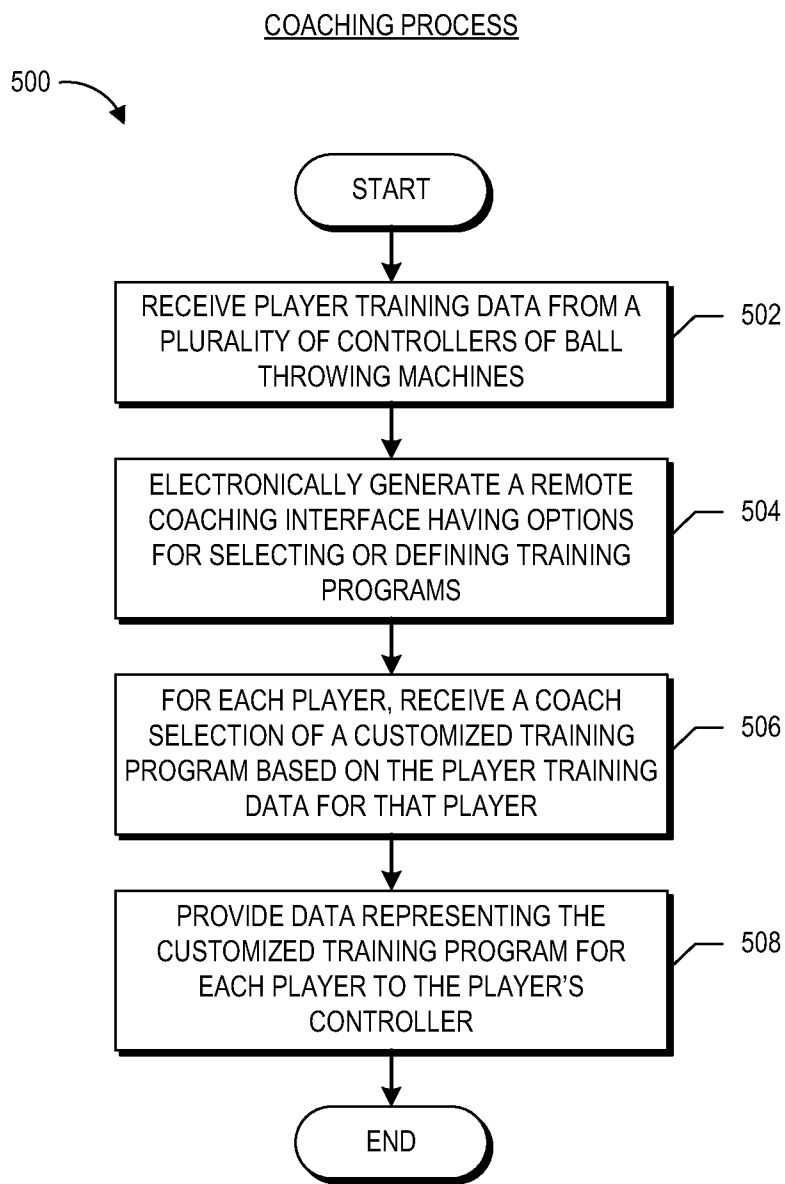 COACHING PROCESS
500
START
RECEIVE PLAYER TRAINING DATA FROM A
PLURALITY OF CONTROLLERS OF BALL
THROWING MACHINES
502
ELECTRONICALLY GENERATE A REMOTE
COACHING INTERFACE HAVING OPTIONS
FOR SELECTING OR DEFINING TRAINING
PROGRAMS
504
FOR EACH PLAYER, RECEIVE A COACH
SELECTION OF A CUSTOMIZED TRAINING
PROGRAM BASED ON THE PLAYER TRAINING
DATA FOR THAT PLAYER
506
PROVIDE DATA REPRESENTING THE
CUSTOMIZED TRAINING PROGRAM FOR
EACH PLAYER TO THE PLAYER’S
CONTROLLER
508
END